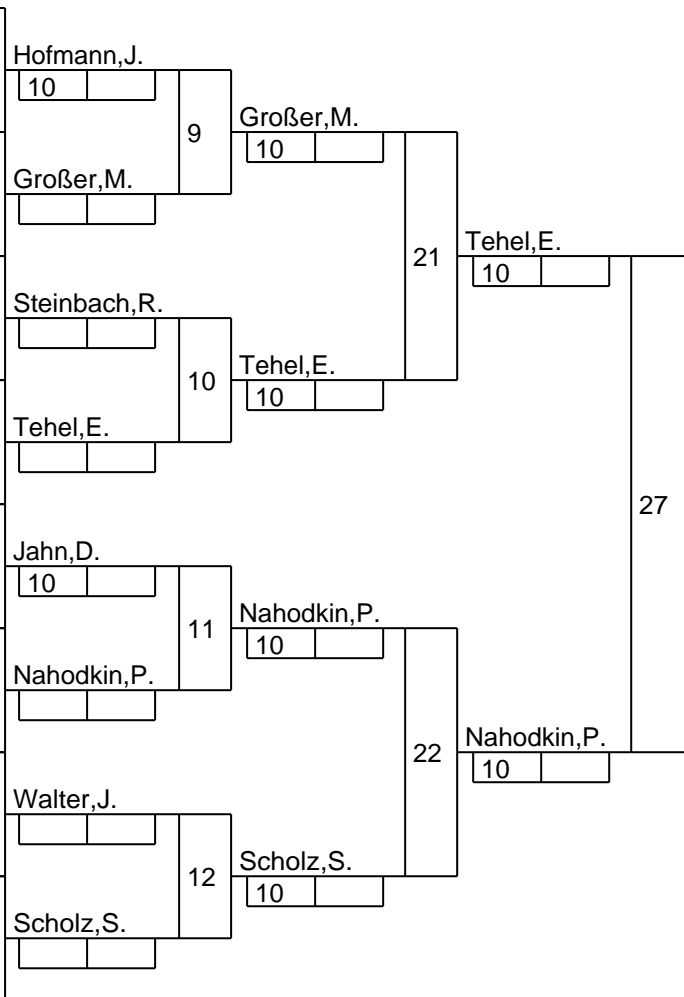 Hofmann,J.
10
9
Großer,M.
10
Großer,M.
21
Tehel,E.
10
Steinbach,R.
10
Tehel,E.
10
Tehel,E.
27
Jahn,D.
10
11
Nahodkin,P.
10
Nahodkin,P.
22
Nahodkin,P.
10
Walter,J.
12
Scholz,S.
10
Scholz,S.